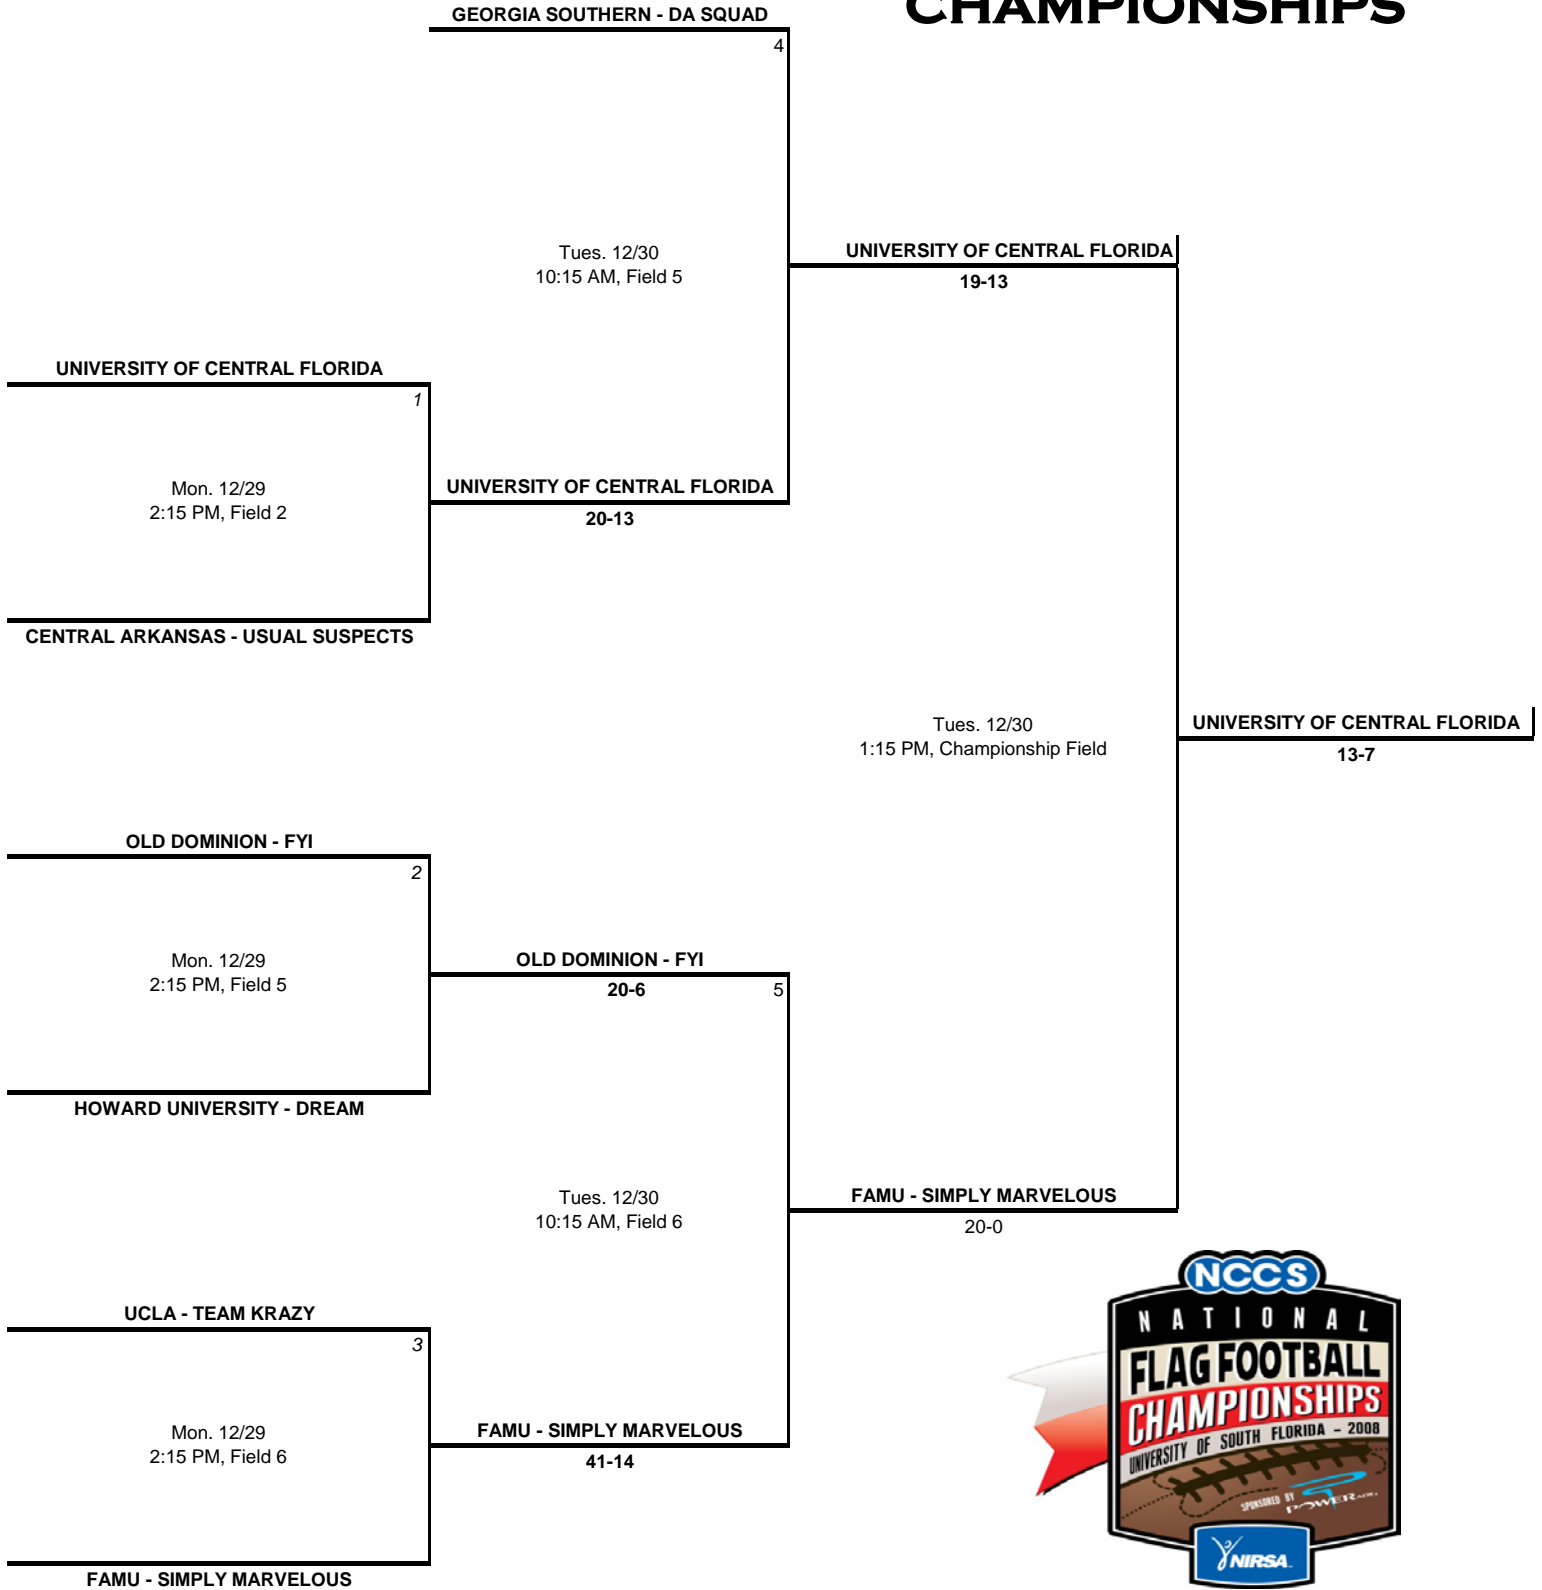 CHAMPIONSHIPS
GEORGIA SOUTHERN - DA SQUAD
4
Tues. 12/30
10:15 AM, Field 5
UNIVERSITY OF CENTRAL FLORIDA
19-13
UNIVERSITY OF CENTRAL FLORIDA
1
Mon. 12/29
2:15 PM, Field 2
UNIVERSITY OF CENTRAL FLORIDA
20-13
CENTRAL ARKANSAS - USUAL SUSPECTS
Tues. 12/30
1:15 PM, Championship Field
UNIVERSITY OF CENTRAL FLORIDA
13-7
OLD DOMINION - FYI
2
Mon. 12/29
2:15 PM, Field 5
OLD DOMINION - FYI
20-6
5
HOWARD UNIVERSITY - DREAM
Tues. 12/30
10:15 AM, Field 6
FAMU - SIMPLY MARVELOUS
20-0
UCLA - TEAM KRAZY
3
Mon. 12/29
2:15 PM, Field 6
FAMU - SIMPLY MARVELOUS
41-14
FAMU - SIMPLY MARVELOUS
NCCS
NATIONAL
FLAG FOOTBALL
CHAMPIONSHIPS
UNIVERSITY OF SOUTH FLORIDA - 2008
SPONSORED BY
POWERADE
NIRSA